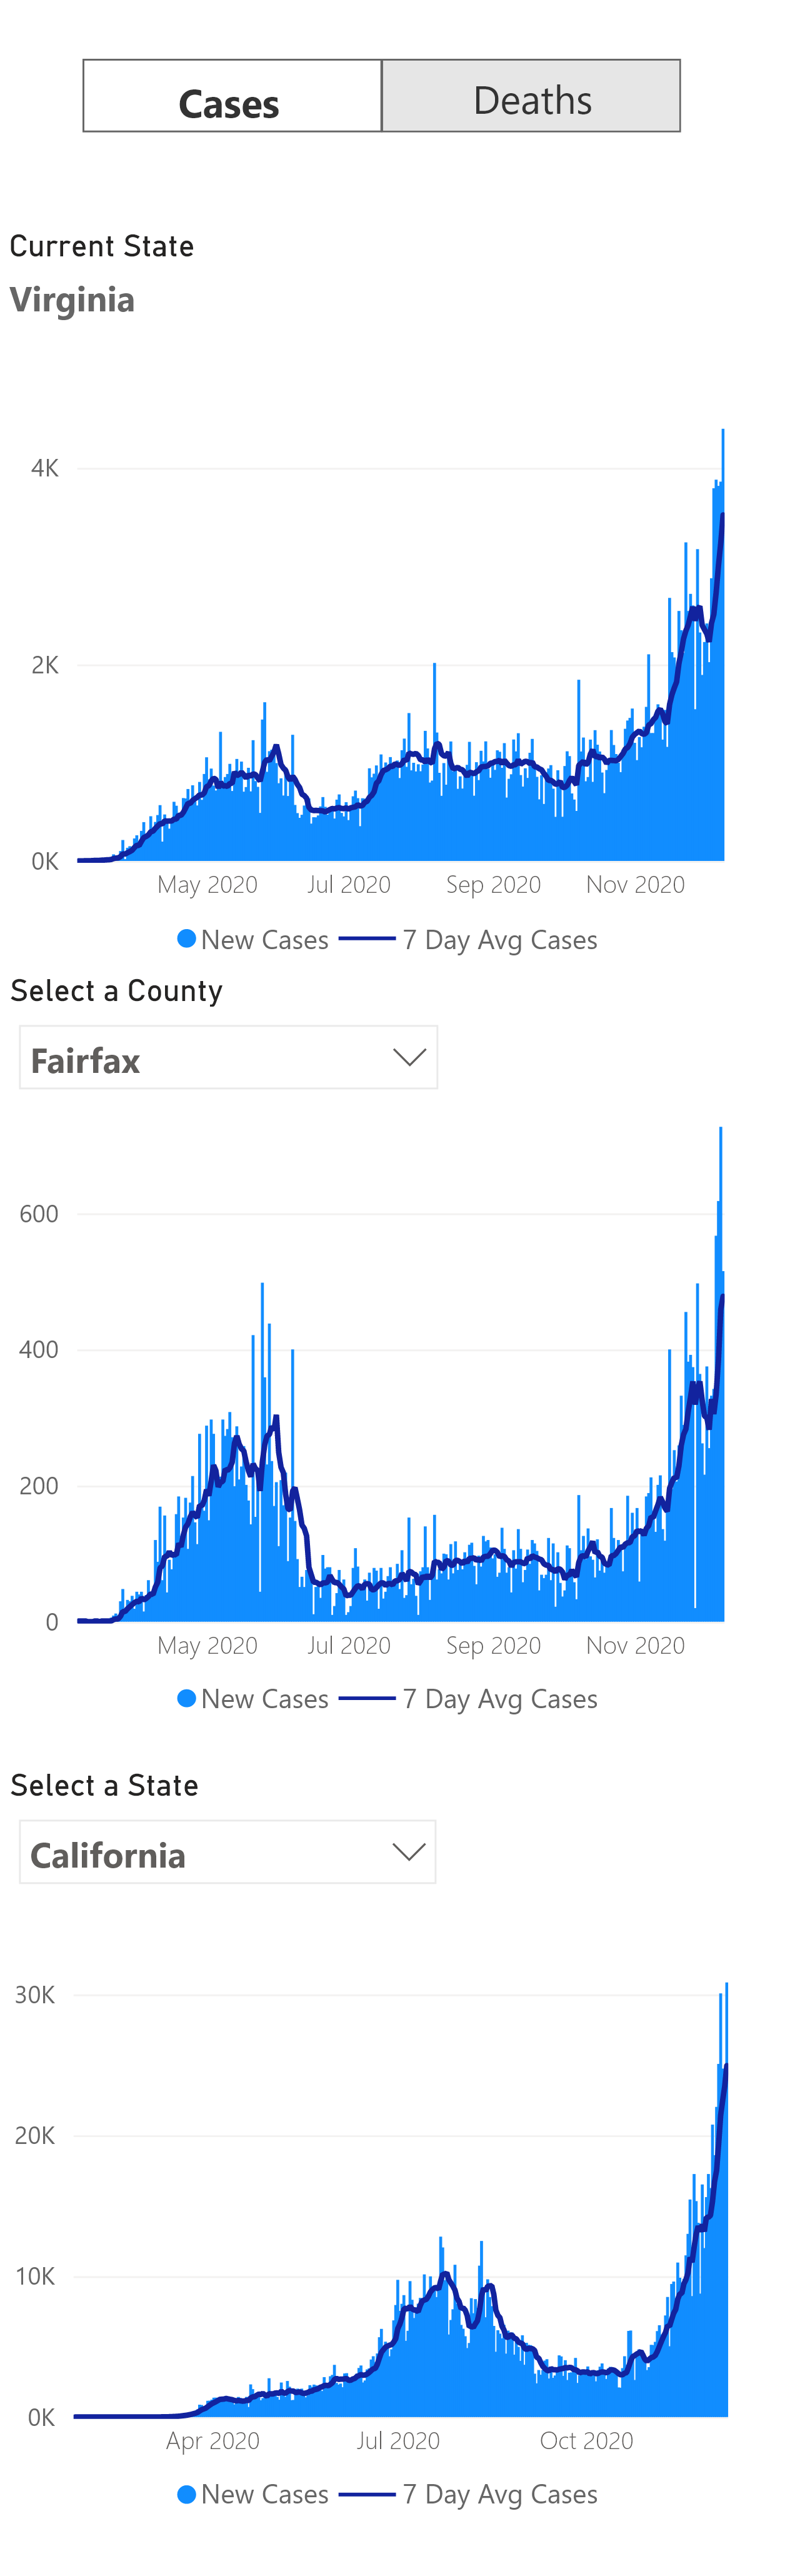 Cases Deaths
Current State
Virginia
4K
2K
0K
May 2020 Jul 2020 Sep 2020 Nov 2020
New Cases 7 Day Avg Cases
Select a County
Fairfax
600
400
200
0
May 2020 Jul 2020 Sep 2020 Nov 2020
New Cases 7 Day Avg Cases
Select a State
California
30K
20K
10K
0K
Apr 2020 Jul 2020 Oct 2020
New Cases 7 Day Avg Cases